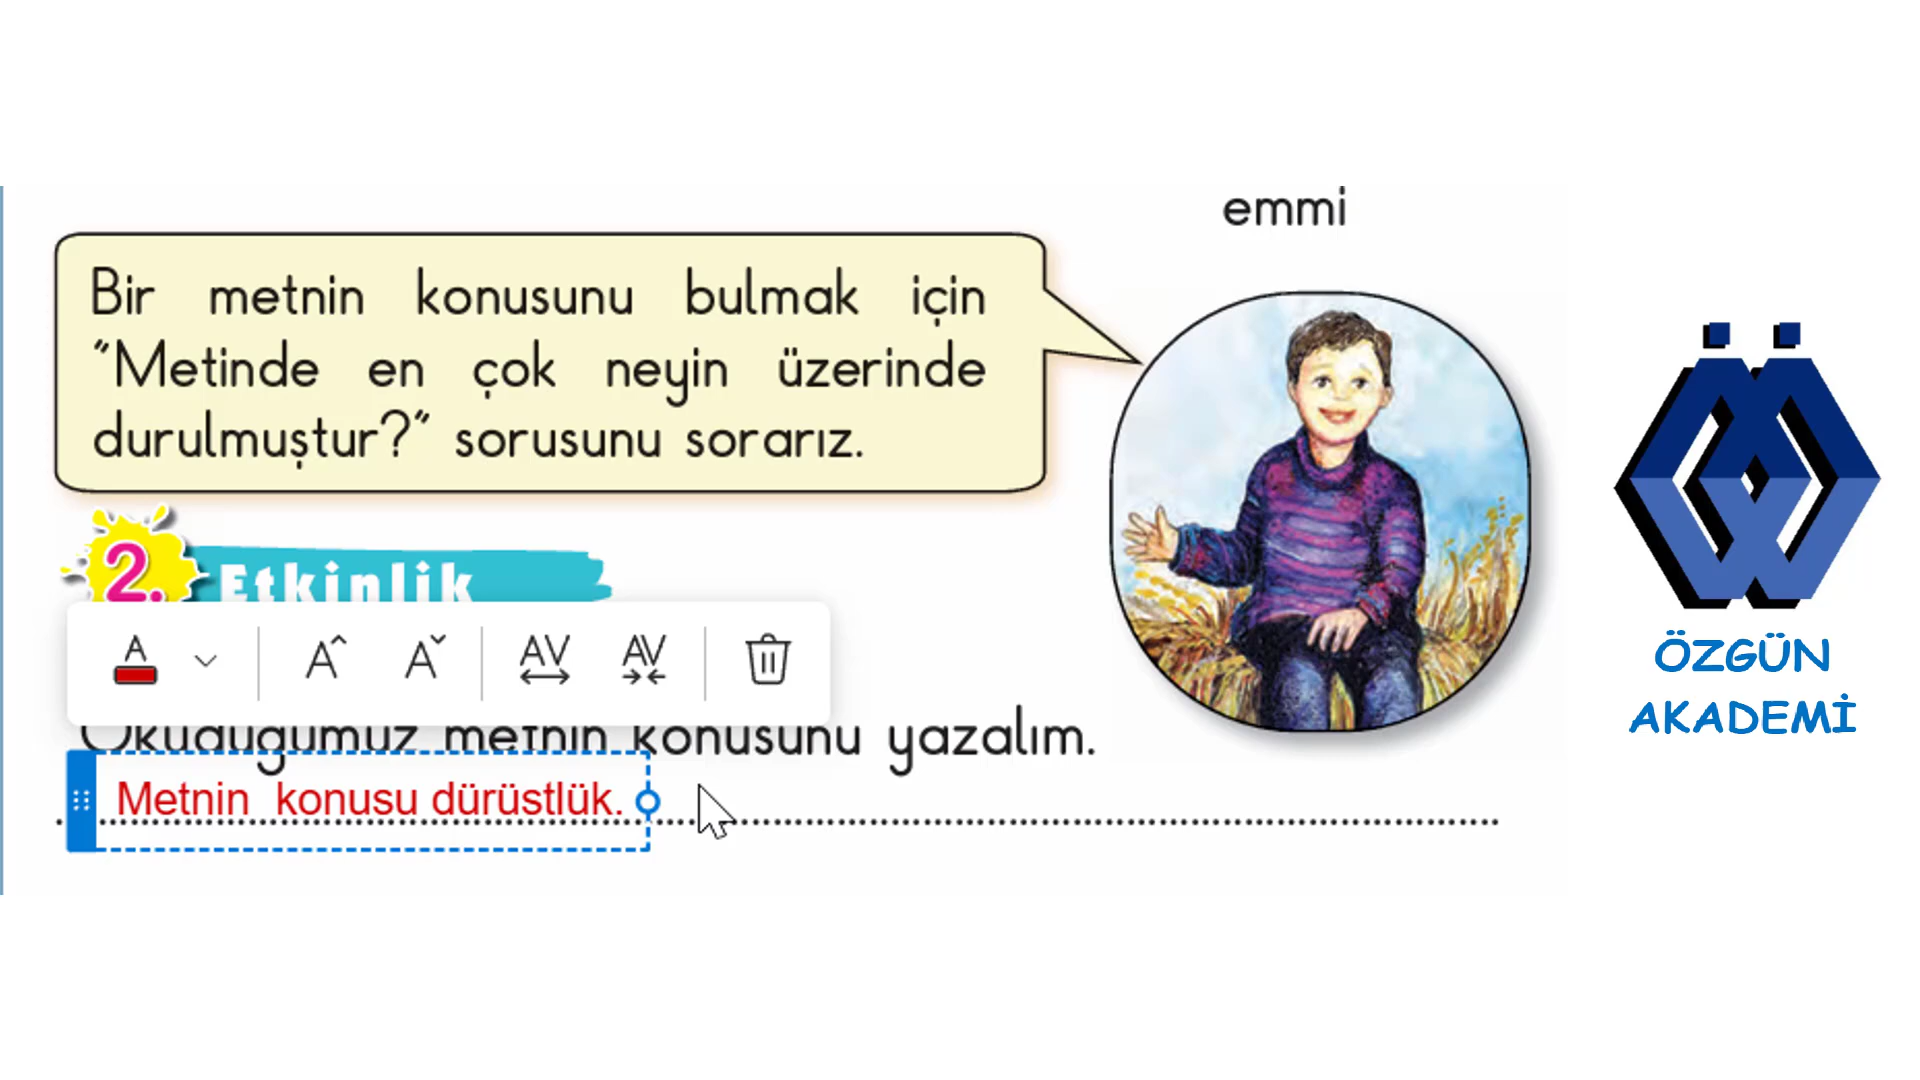 emmi
Bir metnin konusunu bulmak için
"Metinde en çok neyin üzerinde
durulmuştur?" sorusunu sorarız.
2. Etkinlik
Okuduğumuz metnin konusunu yazalım.
Metnin konusu dürüstlük.
ÖZGÜN
AKADEMİ